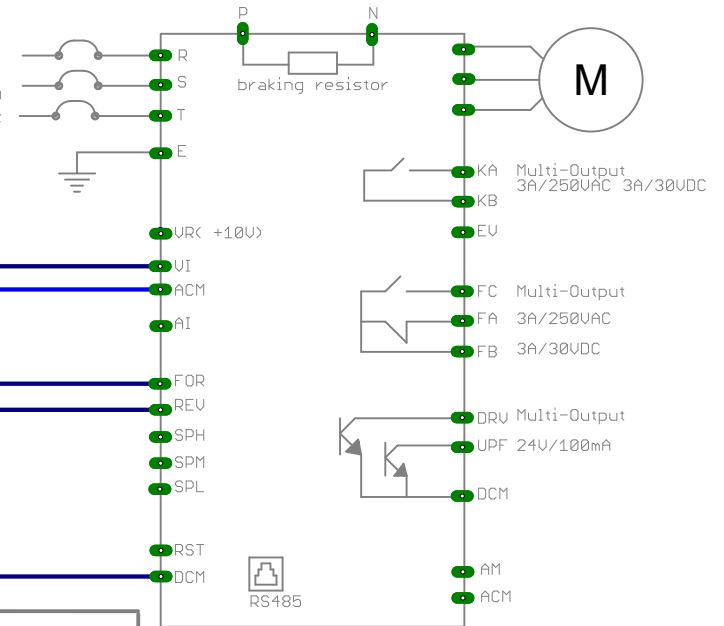 P
N
R
S
T
E
braking resistor
M
KA
Multi-Output
3A/250VAC 3A/30VDC
KB
EV
VR( +10V)
VI
ACM
AI
FC
Multi-Output
FA
3A/250VAC
FB
3A/30VDC
FOR
REV
SPH
SPM
SPL
DRV
Multi-Output
UPF
24V/100mA
DCM
RST
DCM
RS485
AM
ACM